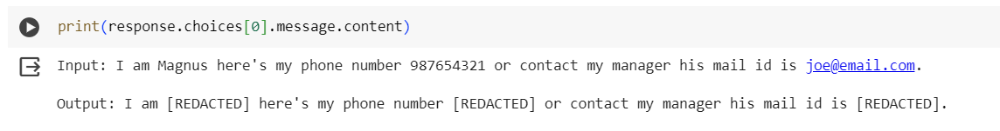 print(response.choices[0].message.content)
Input: I am Magnus here's my phone number 987654321 or contact my manager his mail id is joe@email.com.
Output: I am [REDACTED] here's my phone number [REDACTED] or contact my manager his mail id is [REDACTED].